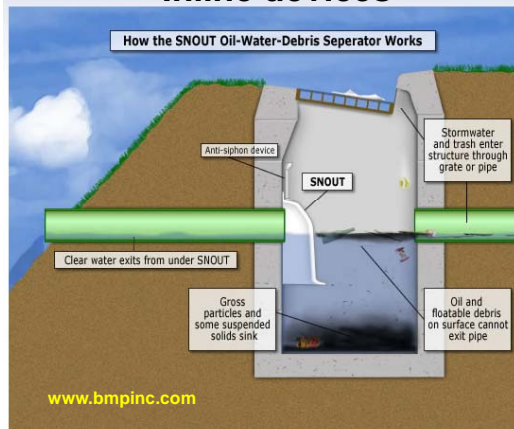 How the SNOUT Oil-Water-Debris Seperator Works
Stormwater
and trash enter
structure through
grate or pipe
Anti-siphon device
SNOUT
Clear water exits from under SNOUT
Gross
particles and
some suspended
solids sink
Oil and
floatable debris
on surface cannot
exit pipe
www.bmpinc.com